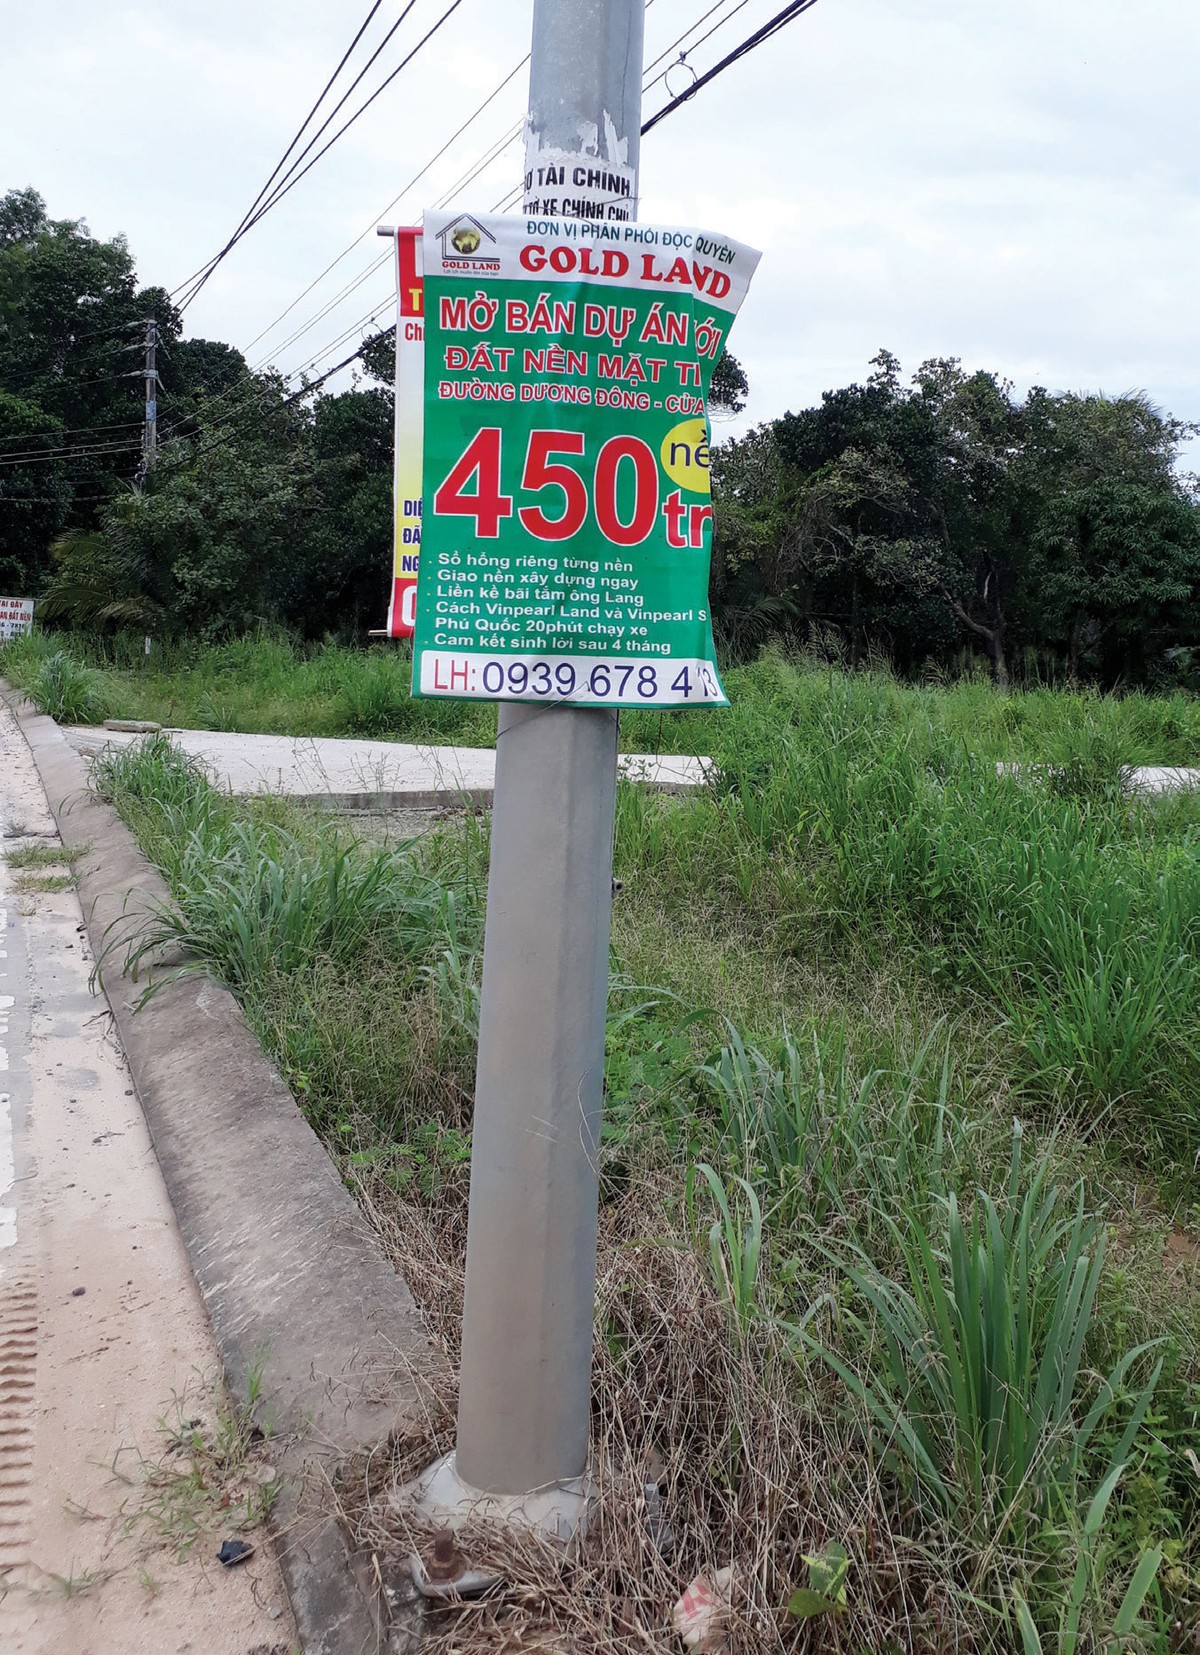 TÀI CHÍNH
XE CHÍNH CHỦ
ĐƠN VỊ PHÂN PHỐI ĐỘC QUYỀN
GOLD LAND
GOLD LAND
MỞ BÁN DỰ ÁN
ĐẤT NỀN MẶT
ĐƯỜNG DƯƠNG ĐÔNG - CỬA
450tr
Sổ hồng riêng từng nền
Giao nền xây dựng ngay
Liền kề bãi tắm ông Lang
Cách Vinpearl Land và Vinpearl S
Phú Quốc 20phút chạy xe
Cam kết sinh lời sau 4 tháng
LH: 0939 678 4